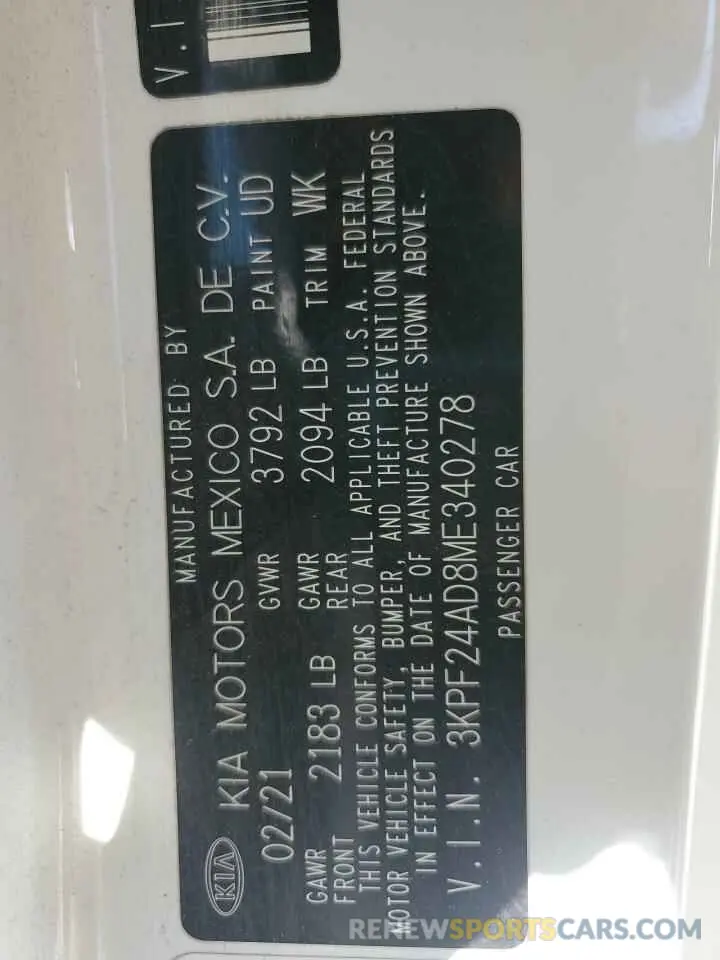 V.I
MANUFACTURED BY
KIA KIA MOTORS MEXICO S.A. DE C.V.
02/21 GVWR 3792 LB PAINT UD
GAWR FRONT 2183 LB GAWR REAR 2094 LB TRIM WK
THIS VEHICLE CONFORMS TO ALL APPLICABLE U.S.A. FEDERAL
MOTOR VEHICLE SAFETY, BUMPER, AND THEFT PREVENTION STANDARDS
IN EFFECT ON THE DATE OF MANUFACTURE SHOWN ABOVE.
V.I.N. 3KPF24AD8ME340278
PASSENGER CAR
RENEWSPORTSCARS.COM